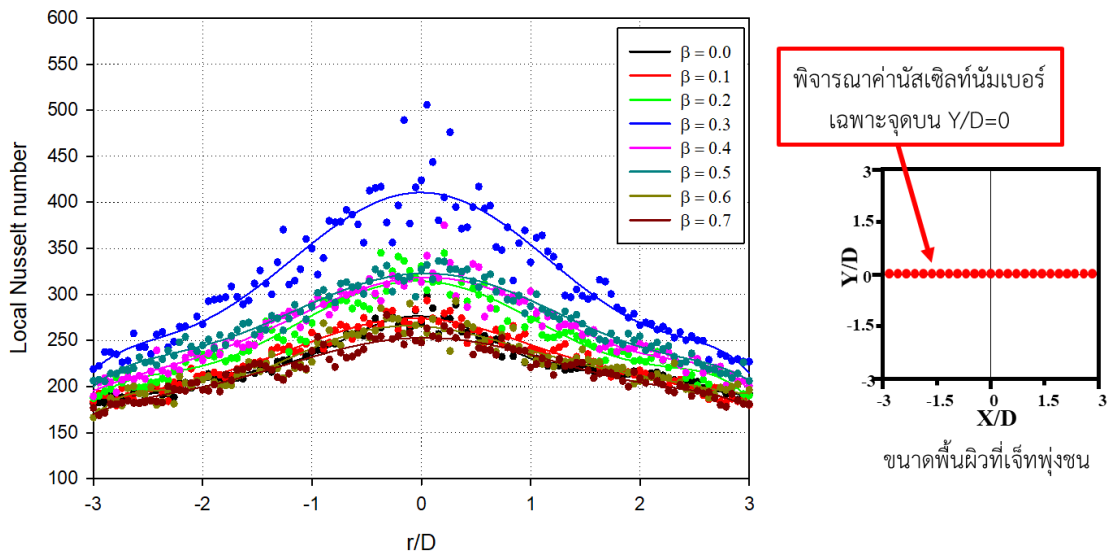 600
550
500
450
400
350
300
250
200
150
100
Local Nusselt number
-3
-2
-1
0
1
2
3
r/D
β = 0.0
β = 0.1
β = 0.2
β = 0.3
β = 0.4
β = 0.5
β = 0.6
β = 0.7
พิจารณาค่านัสเซิลท์นัมเบอร์
เฉพาะจุดบน Y/D=0
3
1.5
0
-1.5
-3
Y/D
-3
-1.5
0
1.5
3
X/D
ขนาดพื้นผิวที่เจ็ทพุ่งชน